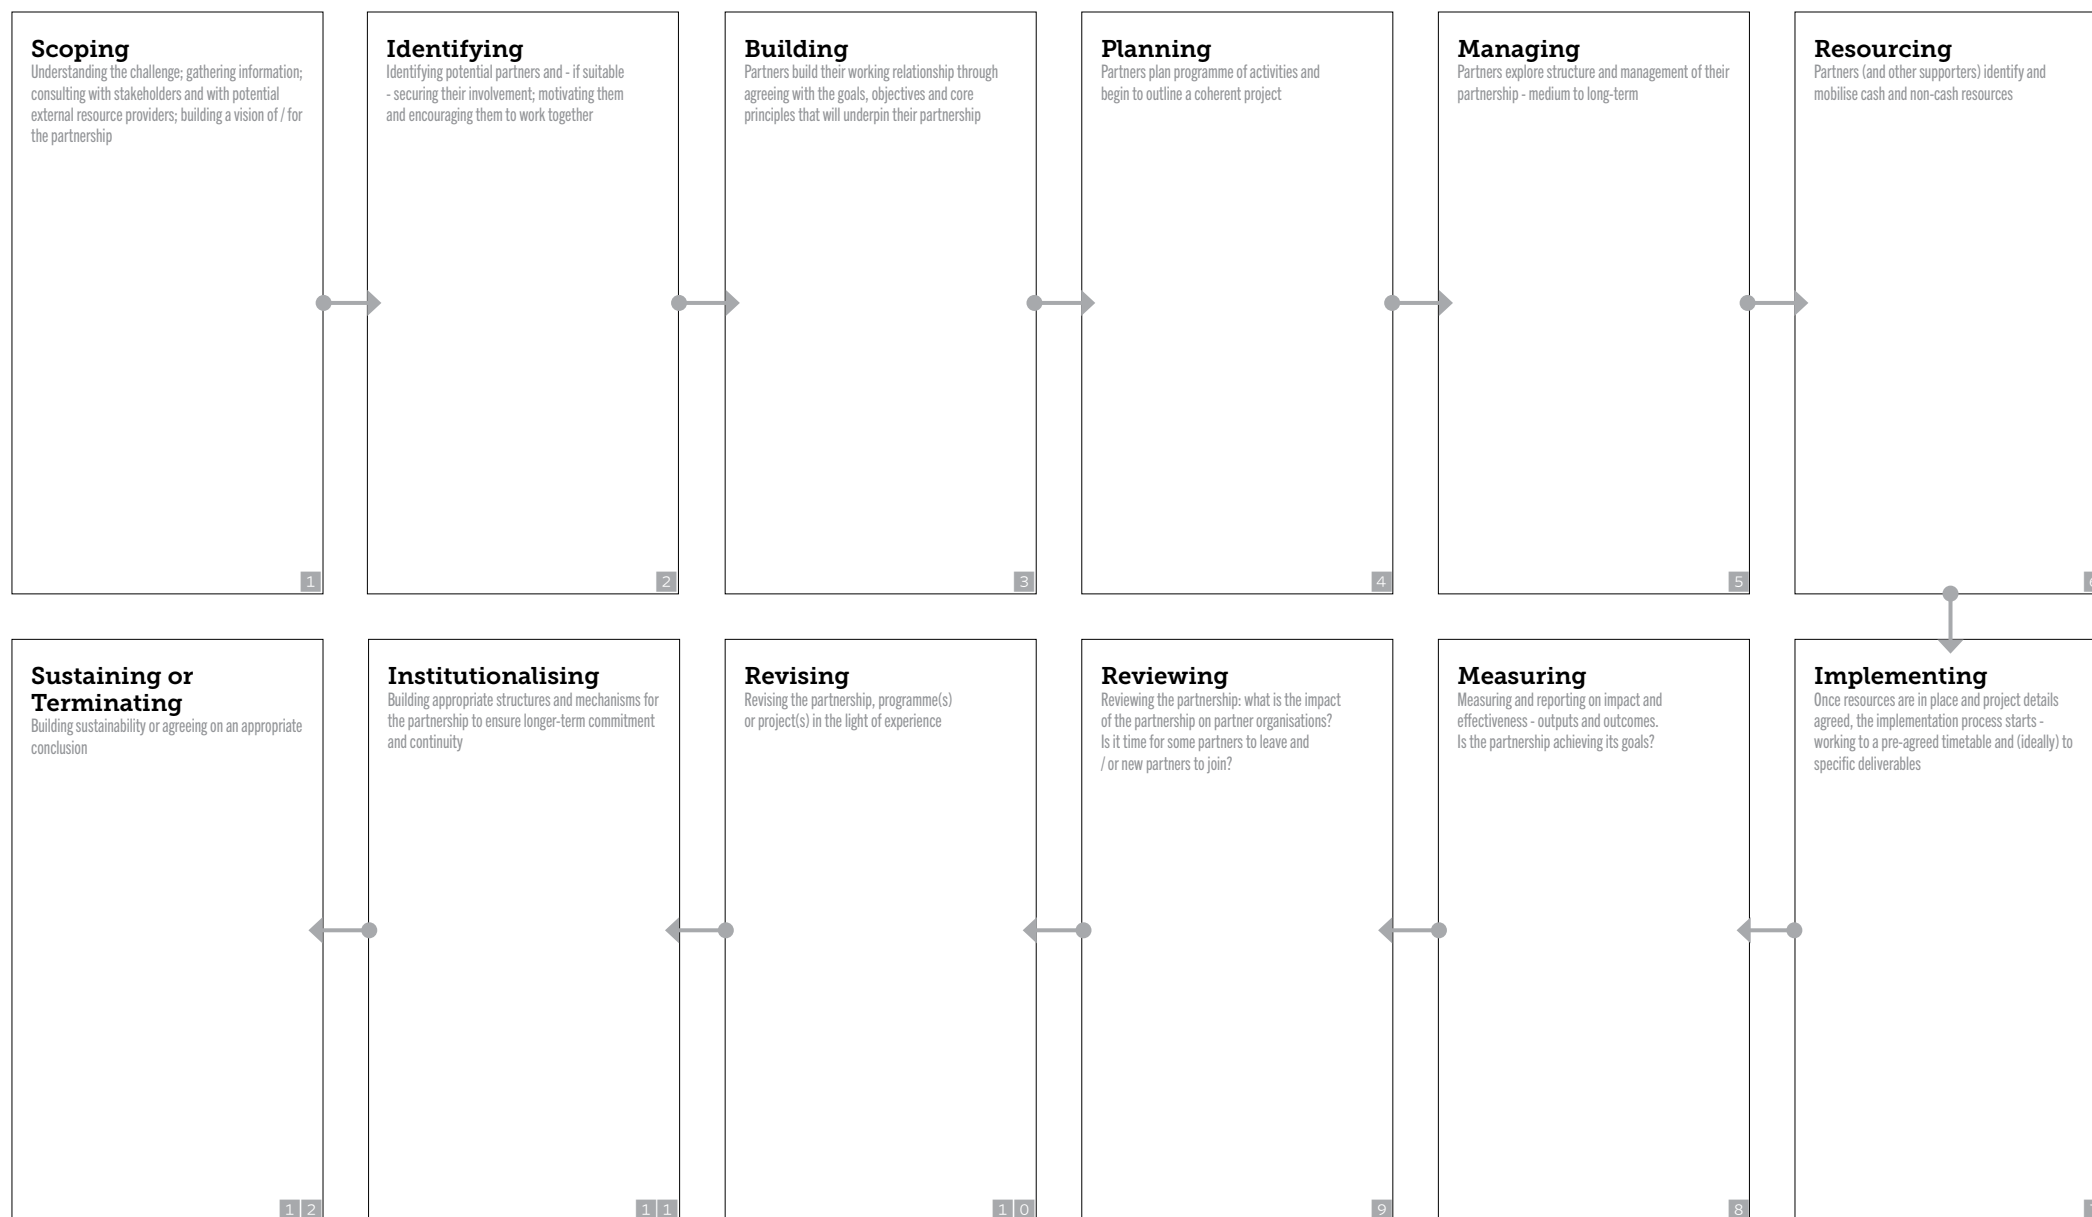 Scoping
Understanding the challenge; gathering information;
consulting with stakeholders and with potential
external resource providers; building a vision of / for
the partnership
1
Identifying
Identifying potential partners and - if suitable
- securing their involvement; motivating them
and encouraging them to work together
2
Building
Partners build their working relationship through
agreeing with the goals, objectives and core
principles that will underpin their partnership
3
Planning
Partners plan programme of activities and
begin to outline a coherent project
4
Managing
Partners explore structure and management of their
partnership - medium to long-term
5
Resourcing
Partners (and other supporters) identify and
mobilise cash and non-cash resources
Implementing
Once resources are in place and project details
agreed, the implementation process starts -
working to a pre-agreed timetable and (ideally) to
specific deliverables
Measuring
Measuring and reporting on impact and
effectiveness - outputs and outcomes.
Is the partnership achieving its goals?
8
Reviewing
Reviewing the partnership: what is the impact
of the partnership on partner organisations?
Is it time for some partners to leave and
/ or new partners to join?
9
Revising
Revising the partnership, programme(s)
or project(s) in the light of experience
10
Institutionalising
Building appropriate structures and mechanisms for
the partnership to ensure longer-term commitment
and continuity
11
Sustaining or
Terminating
Building sustainability or agreeing on an appropriate
conclusion
12